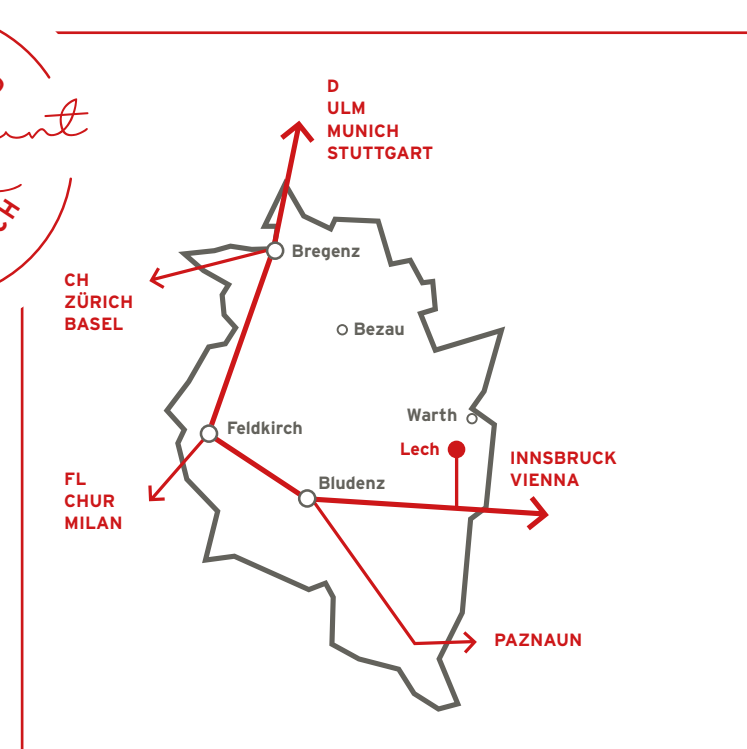 D
ULM
MUNICH
STUTTGART
Bregenz
CH
ZÜRICH
BASEL
Bezau
Warth
Feldkirch
Lech
INNSBRUCK
VIENNA
FL
CHUR
MILAN
Bludenz
PAZNAUN